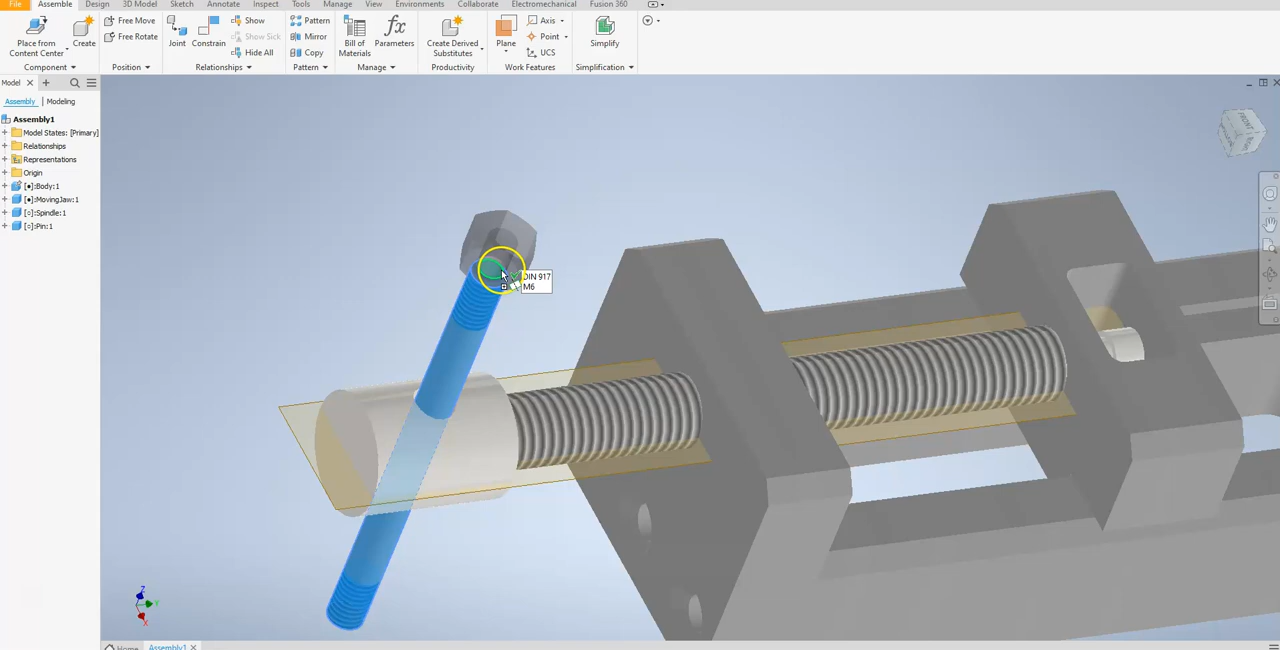 File Assemble Design 3D Model Sketch Annotate Inspect Tools Manage View Environments Collaborate Electromechanical Fusion 360
Place from
Content Center
Create
Free Move
Free Rotate
Joint
Constrain
Show
Show Sick
Hide All
Pattern
Mirror
Copy
Bill of
Materials
Parameters
Create Derived
Substitutes
Plane
Axis
Point
UCS
Simplify
Component Position Relationships Pattern Manage Productivity Work Features Simplification
Model
Assembly Modeling
Assembly1
Model States: [Primary]
Relationships
Representations
Origin
[●]:Body:1
[●]:MovingJaw:1
[○]:Spindle:1
[○]:Pin:1
FRONT
DIN 917
M6
Z
Y
X
Home Assembly1